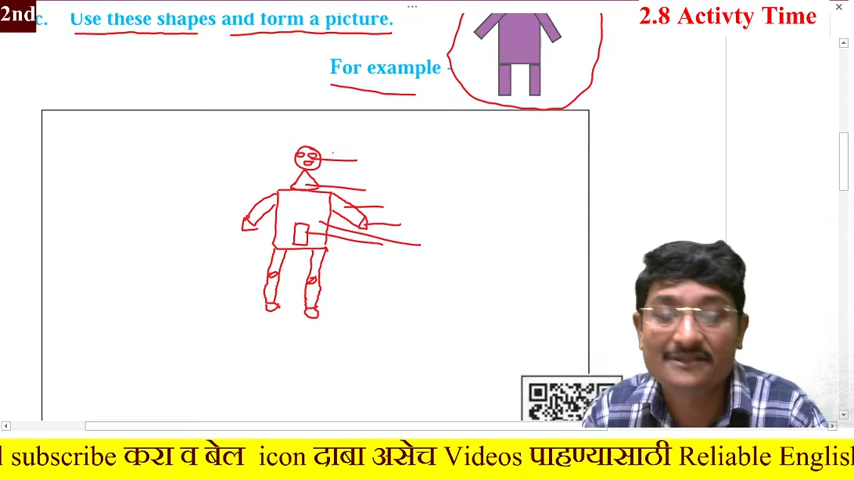 2nd
c. Use these shapes and form a picture.
2.8 Activty Time
For example -
subscribe करा व बेल icon दाबा असेच Videos पाहण्यासाठी Reliable English